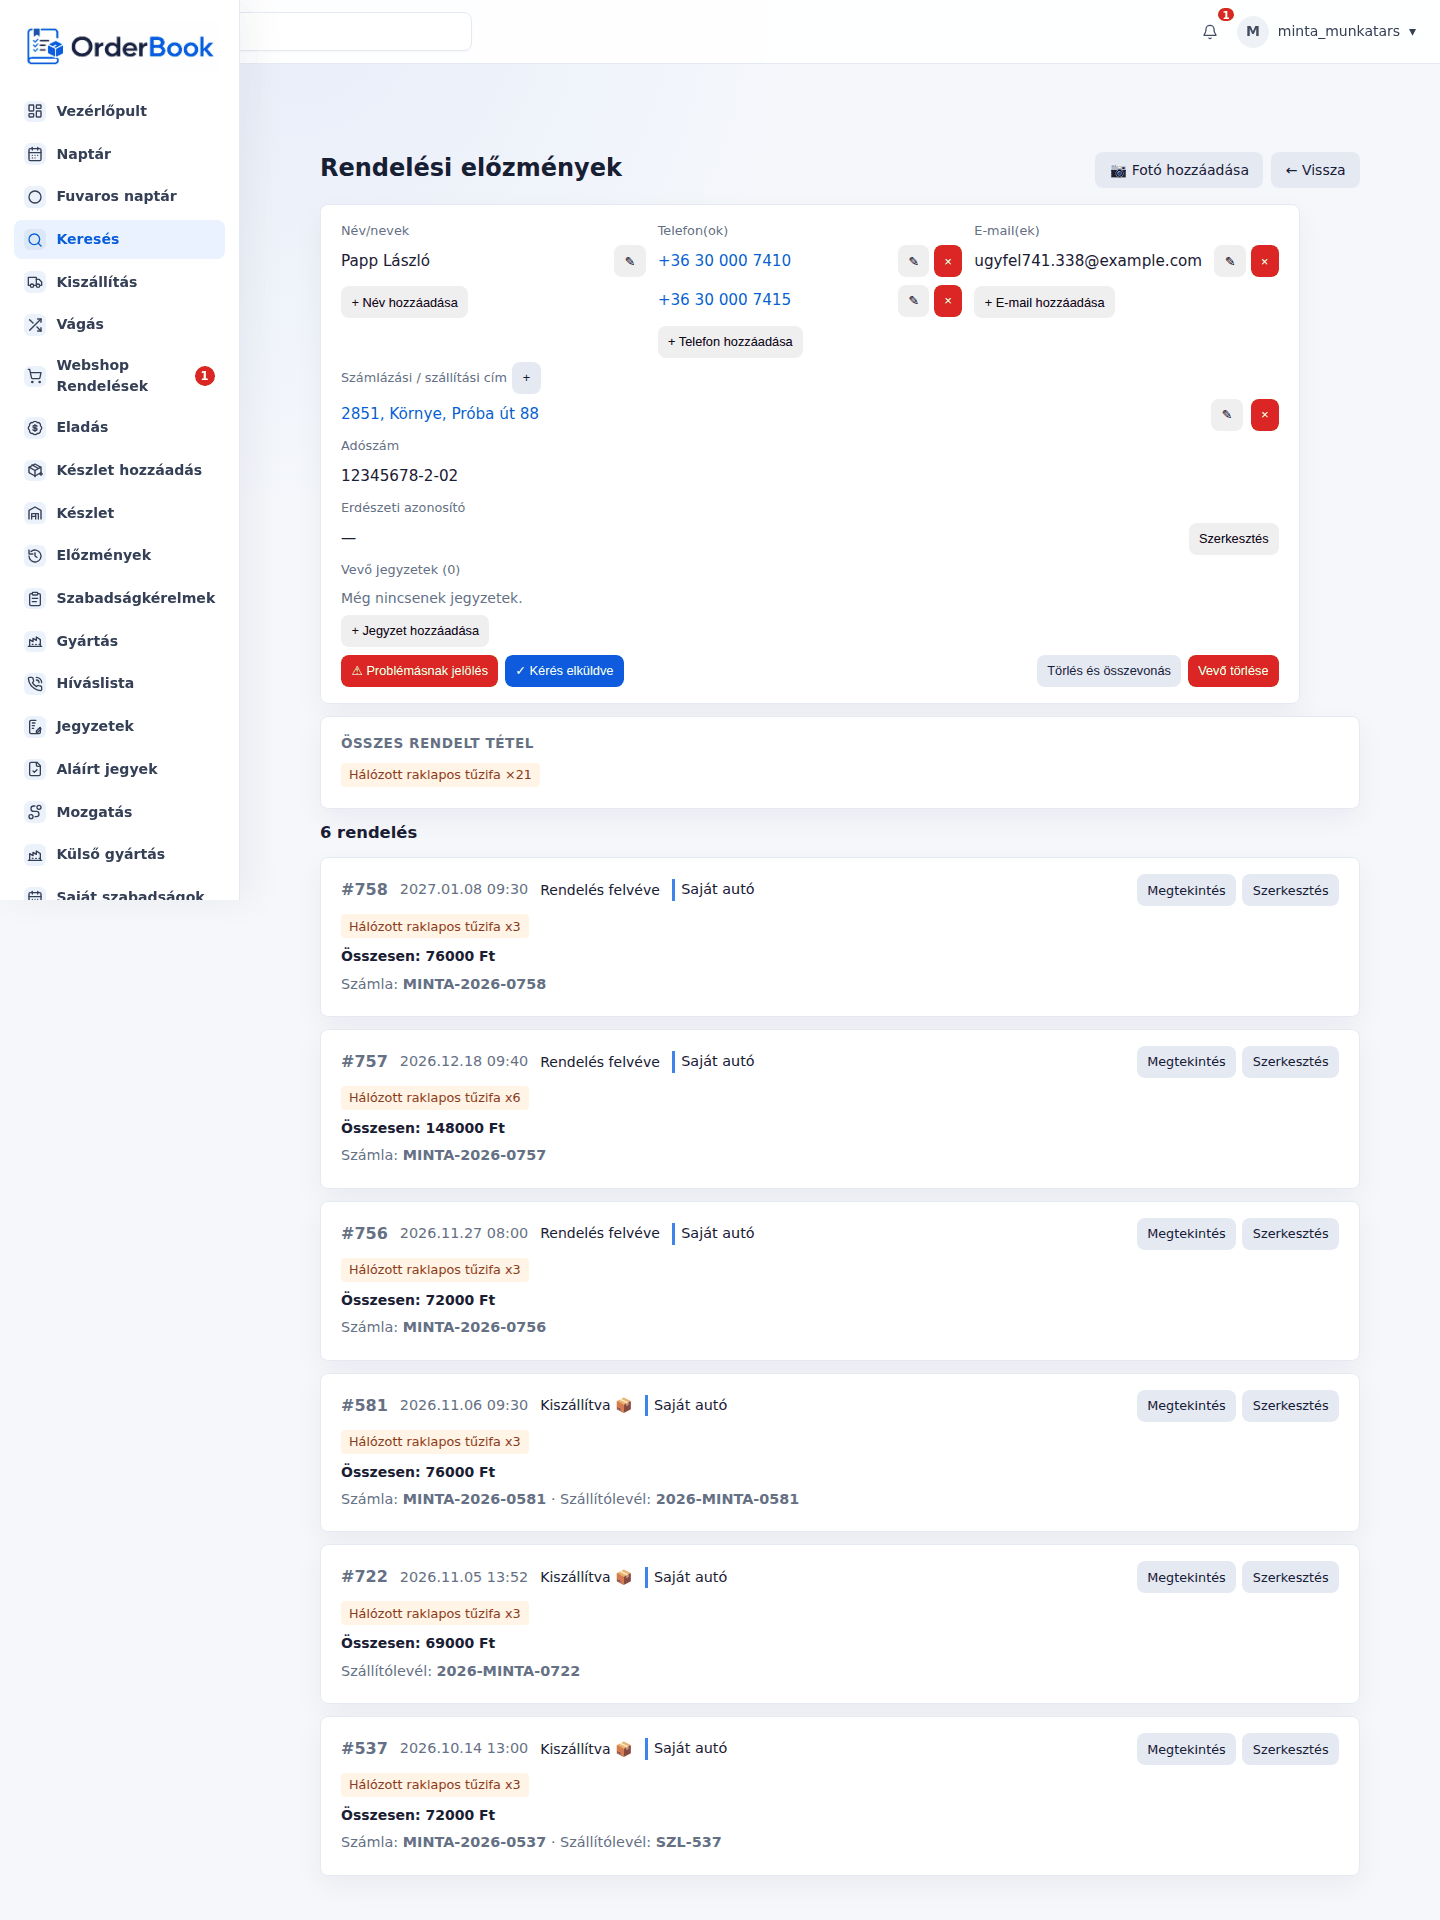 OrderBook
1
M
minta_munkatars ▾
Vezérlőpult
Naptár
Fuvaros naptár
Keresés
Kiszállítás
Vágás
Webshop
Rendelések
1
Eladás
Készlet hozzáadás
Készlet
Előzmények
Szabadságkérelmek
Gyártás
Híváslista
Jegyzetek
Aláírt jegyek
Mozgatás
Külső gyártás
Saját szabadságok
Rendelési előzmények
📷 Fotó hozzáadása
← Vissza
Név/nevek
Papp László
✎
+ Név hozzáadása
Telefon(ok)
+36 30 000 7410
✎ ×
+36 30 000 7415
✎ ×
+ Telefon hozzáadása
E-mail(ek)
ugyfel741.338@example.com
✎ ×
+ E-mail hozzáadása
Számlázási / szállítási cím +
2851, Környe, Próba út 88
✎ ×
Adószám
12345678-2-02
Erdészeti azonosító
—
Szerkesztés
Vevő jegyzetek (0)
Még nincsenek jegyzetek.
+ Jegyzet hozzáadása
⚠ Problémásnak jelölés
✓ Kérés elküldve
Törlés és összevonás
Vevő törlése
ÖSSZES RENDELT TÉTEL
Hálózott raklapos tűzifa ×21
6 rendelés
#758 2027.01.08 09:30 Rendelés felvéve Saját autó
Megtekintés Szerkesztés
Hálózott raklapos tűzifa x3
Összesen: 76000 Ft
Számla: MINTA-2026-0758
#757 2026.12.18 09:40 Rendelés felvéve Saját autó
Megtekintés Szerkesztés
Hálózott raklapos tűzifa x6
Összesen: 148000 Ft
Számla: MINTA-2026-0757
#756 2026.11.27 08:00 Rendelés felvéve Saját autó
Megtekintés Szerkesztés
Hálózott raklapos tűzifa x3
Összesen: 72000 Ft
Számla: MINTA-2026-0756
#581 2026.11.06 09:30 Kiszállítva 📦 Saját autó
Megtekintés Szerkesztés
Hálózott raklapos tűzifa x3
Összesen: 76000 Ft
Számla: MINTA-2026-0581 · Szállítólevél: 2026-MINTA-0581
#722 2026.11.05 13:52 Kiszállítva 📦 Saját autó
Megtekintés Szerkesztés
Hálózott raklapos tűzifa x3
Összesen: 69000 Ft
Szállítólevél: 2026-MINTA-0722
#537 2026.10.14 13:00 Kiszállítva 📦 Saját autó
Megtekintés Szerkesztés
Hálózott raklapos tűzifa x3
Összesen: 72000 Ft
Számla: MINTA-2026-0537 · Szállítólevél: SZL-537